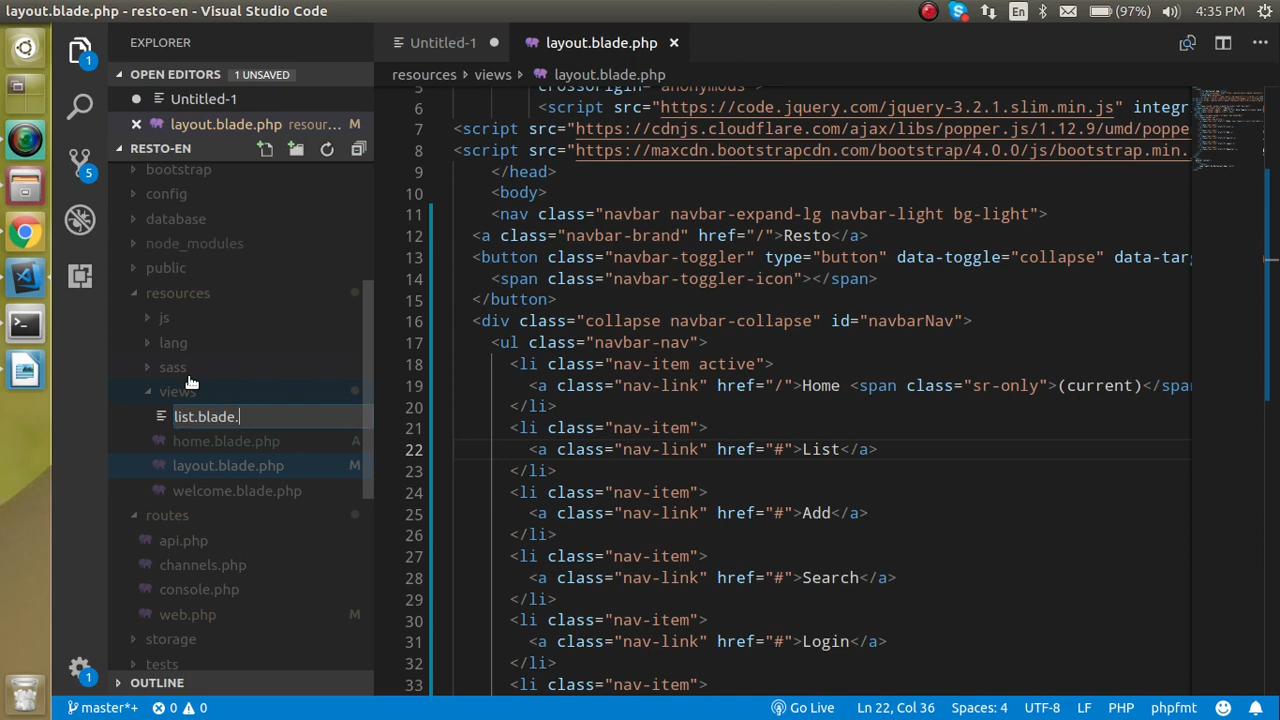 layout.blade.php - resto-en - Visual Studio Code
En
(97%)
4:35 PM
EXPLORER
OPEN EDITORS 1 UNSAVED
Untitled-1
layout.blade.php resour... M
RESTO-EN
bootstrap
config
database
node_modules
public
resources
js
lang
sass
views
list.blade.
home.blade.php A
layout.blade.php M
welcome.blade.php
routes
api.php
channels.php
console.php
web.php M
storage
tests
OUTLINE
1
5
1
Untitled-1
layout.blade.php
resources > views > layout.blade.php
5 crossorigin="anonymous"
6 <script src="https://code.jquery.com/jquery-3.2.1.slim.min.js" integr
7 <script src="https://cdnjs.cloudflare.com/ajax/libs/popper.js/1.12.9/umd/poppe
8 <script src="https://maxcdn.bootstrapcdn.com/bootstrap/4.0.0/js/bootstrap.min.
9 </head>
10 <body>
11 <nav class="navbar navbar-expand-lg navbar-light bg-light">
12 <a class="navbar-brand" href="/">Resto</a>
13 <button class="navbar-toggler" type="button" data-toggle="collapse" data-targ
14 <span class="navbar-toggler-icon"></span>
15 </button>
16 <div class="collapse navbar-collapse" id="navbarNav">
17 <ul class="navbar-nav">
18 <li class="nav-item active">
19 <a class="nav-link" href="/">Home <span class="sr-only">(current)</span
20 </li>
21 <li class="nav-item">
22 <a class="nav-link" href="#">List</a>
23 </li>
24 <li class="nav-item">
25 <a class="nav-link" href="#">Add</a>
26 </li>
27 <li class="nav-item">
28 <a class="nav-link" href="#">Search</a>
29 </li>
30 <li class="nav-item">
31 <a class="nav-link" href="#">Login</a>
32 </li>
33 <li class="nav-item">
master*+ 0 0
Go Live
Ln 22, Col 36
Spaces: 4
UTF-8
LF
PHP
phpfmt